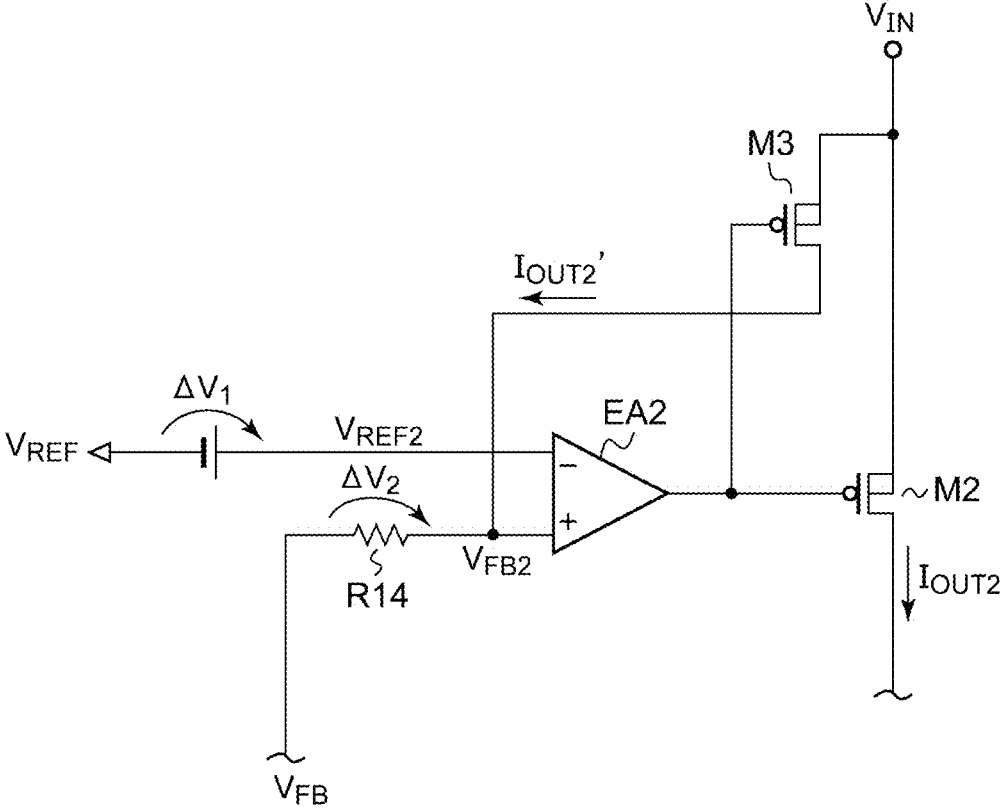 VIN
M3
IOUT2'
ΔV1
EA2
VREF
VREF2
ΔV2
M2
VFB2
R14
IOUT2
VFB